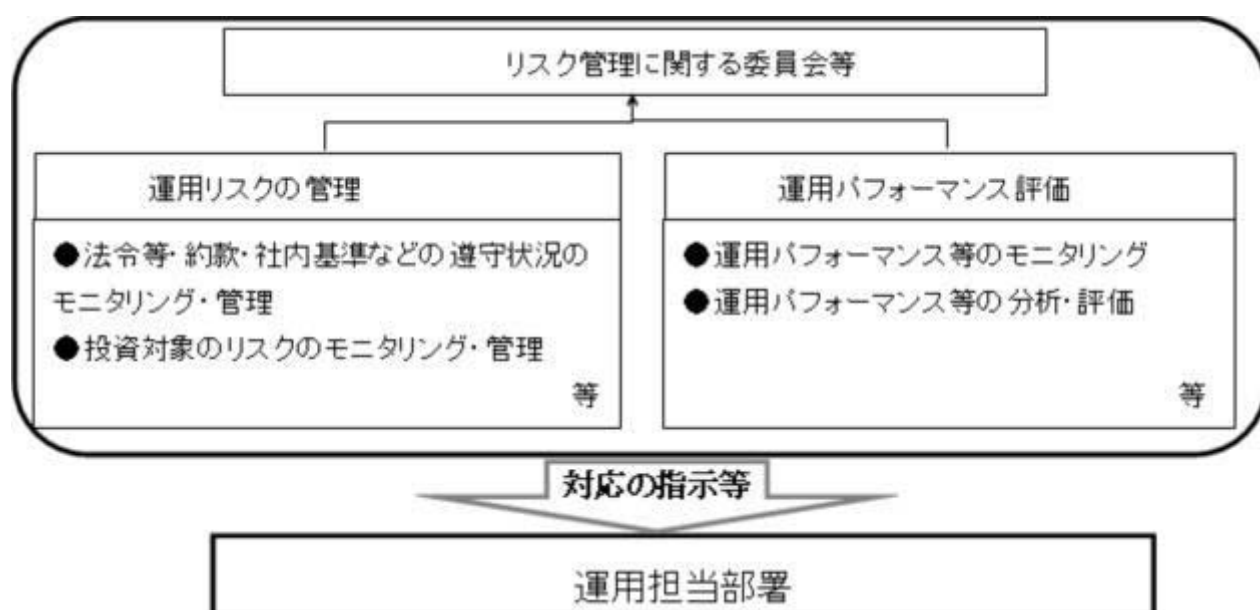 リスク管理に関する委員会等
運用リスクの管理
●法令等・約款・社内基準などの遵守状況の
モニタリング・管理
●投資対象のリスクのモニタリング・管理
等
運用パフォーマンス評価
●運用パフォーマンス等のモニタリング
●運用パフォーマンス等の分析・評価
等
対応の指示等
運用担当部署